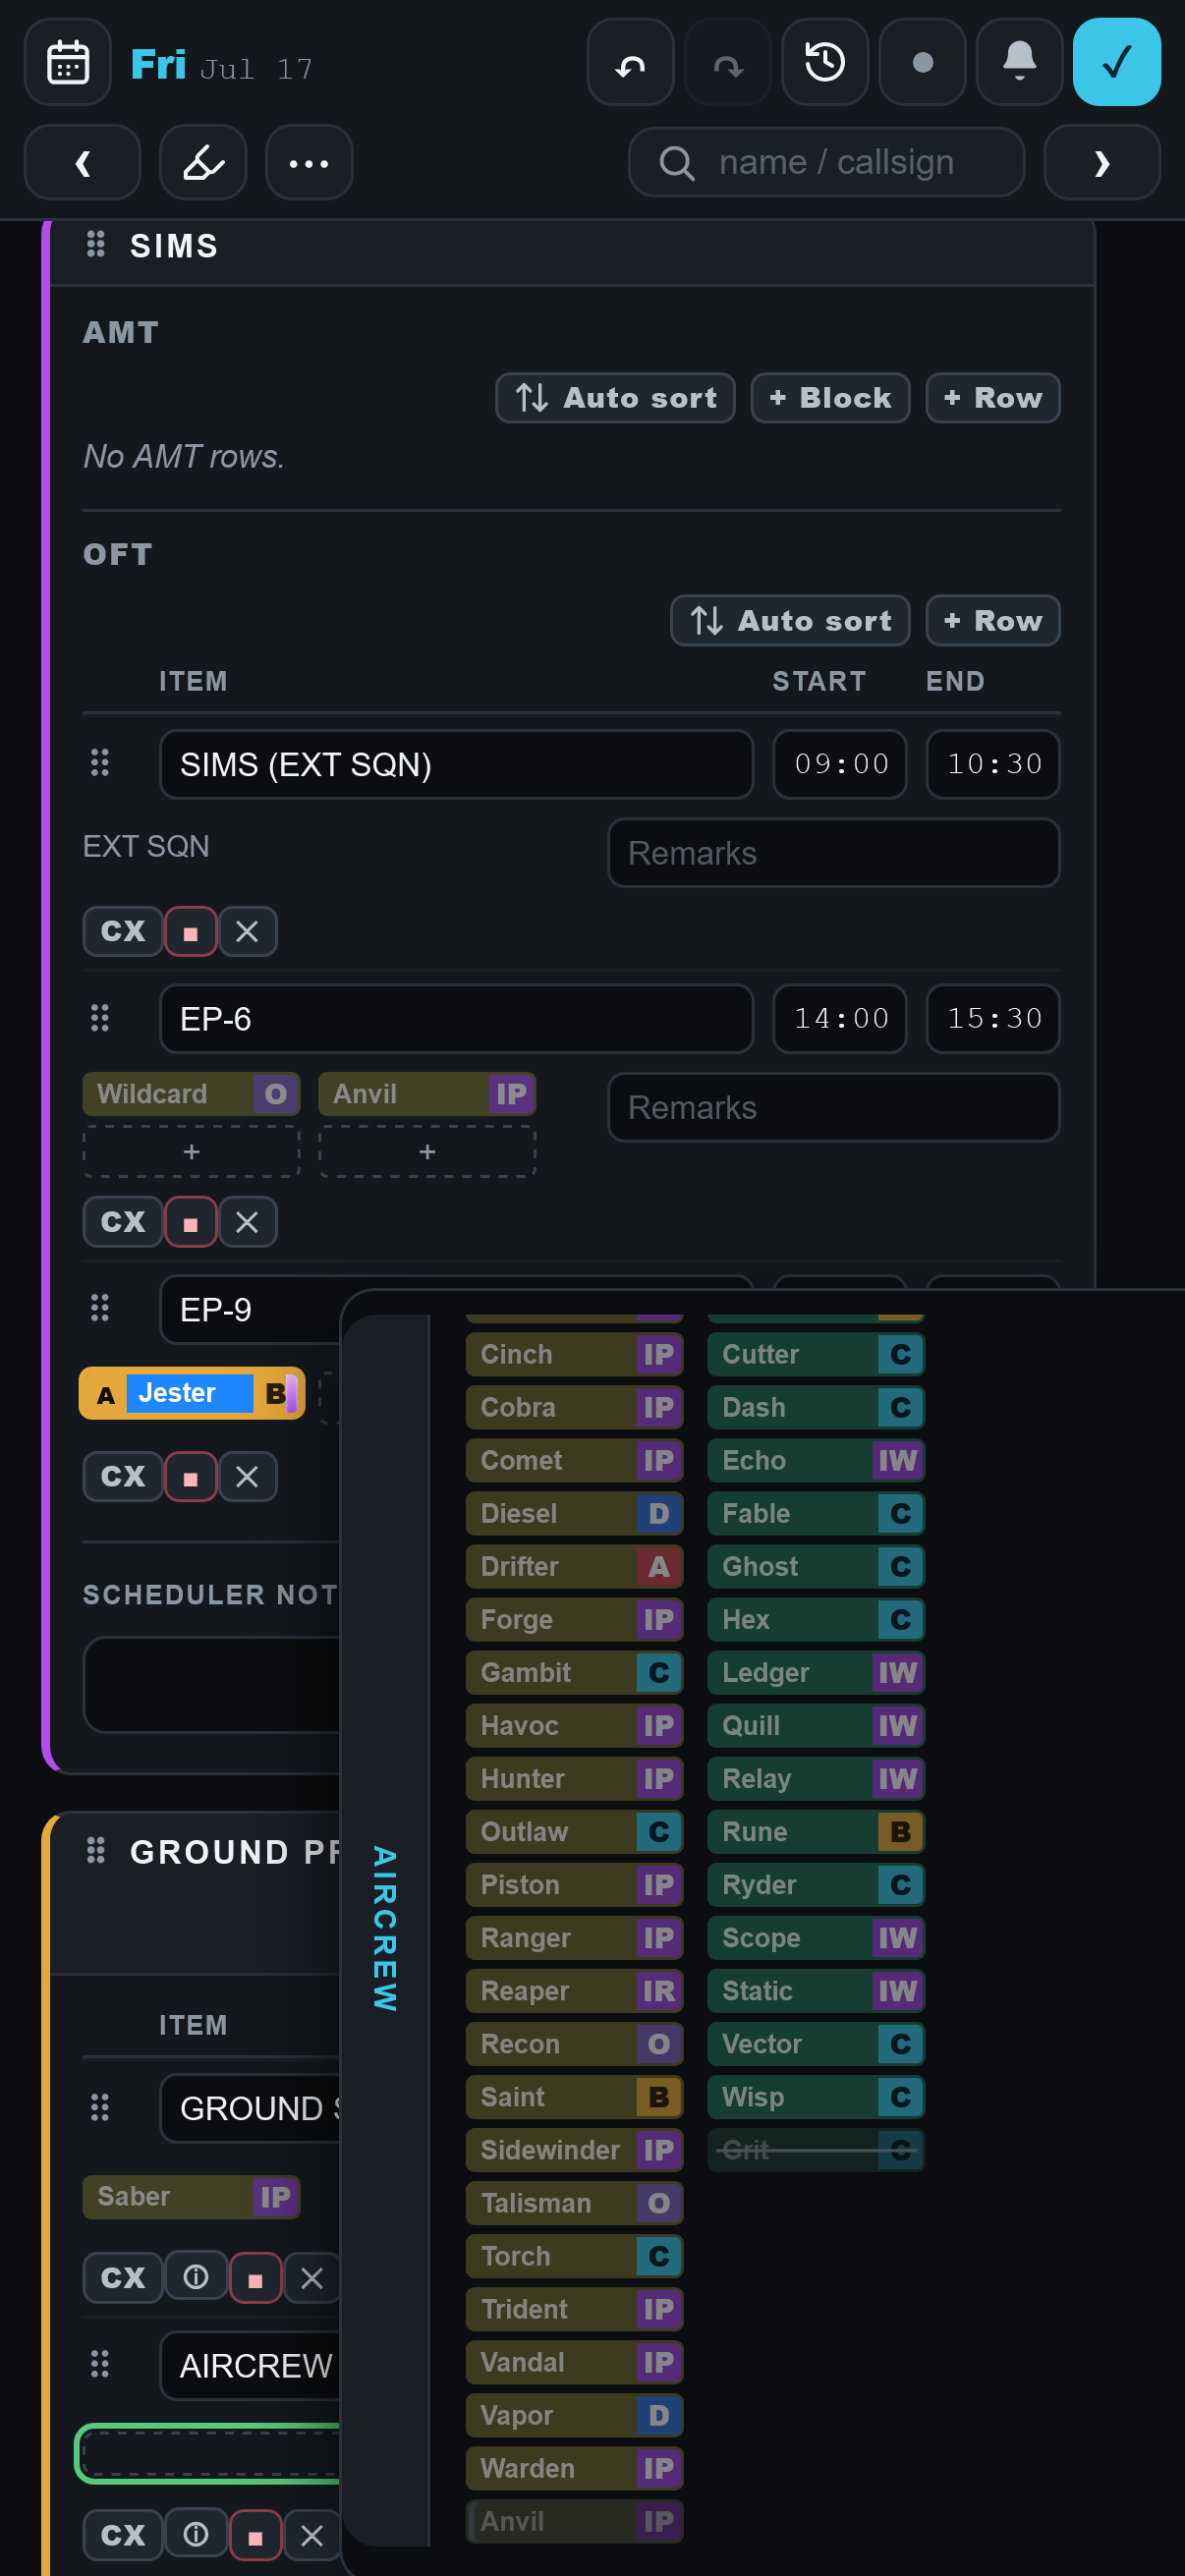 Fri Jul 17
name / callsign
SIMS
AMT
Auto sort + Block + Row
No AMT rows.
OFT
Auto sort + Row
ITEM START END
SIMS (EXT SQN) 09:00 10:30
EXT SQN Remarks
CX
EP-6 14:00 15:30
Wildcard O Anvil IP Remarks
+ +
CX
EP-9
A Jester B
CX
SCHEDULER NOT
GROUND PR
ITEM
GROUND S
Saber IP
CX
AIRCREW
CX
AIRCREW
Cinch IP Cutter C
Cobra IP Dash C
Comet IP Echo IW
Diesel D Fable C
Drifter A Ghost C
Forge IP Hex C
Gambit C Ledger IW
Havoc IP Quill IW
Hunter IP Relay IW
Outlaw C Rune B
Piston IP Ryder C
Ranger IP Scope IW
Reaper IR Static IW
Recon O Vector C
Saint B Wisp C
Sidewinder IP Grit C
Talisman O
Torch C
Trident IP
Vandal IP
Vapor D
Warden IP
Anvil IP